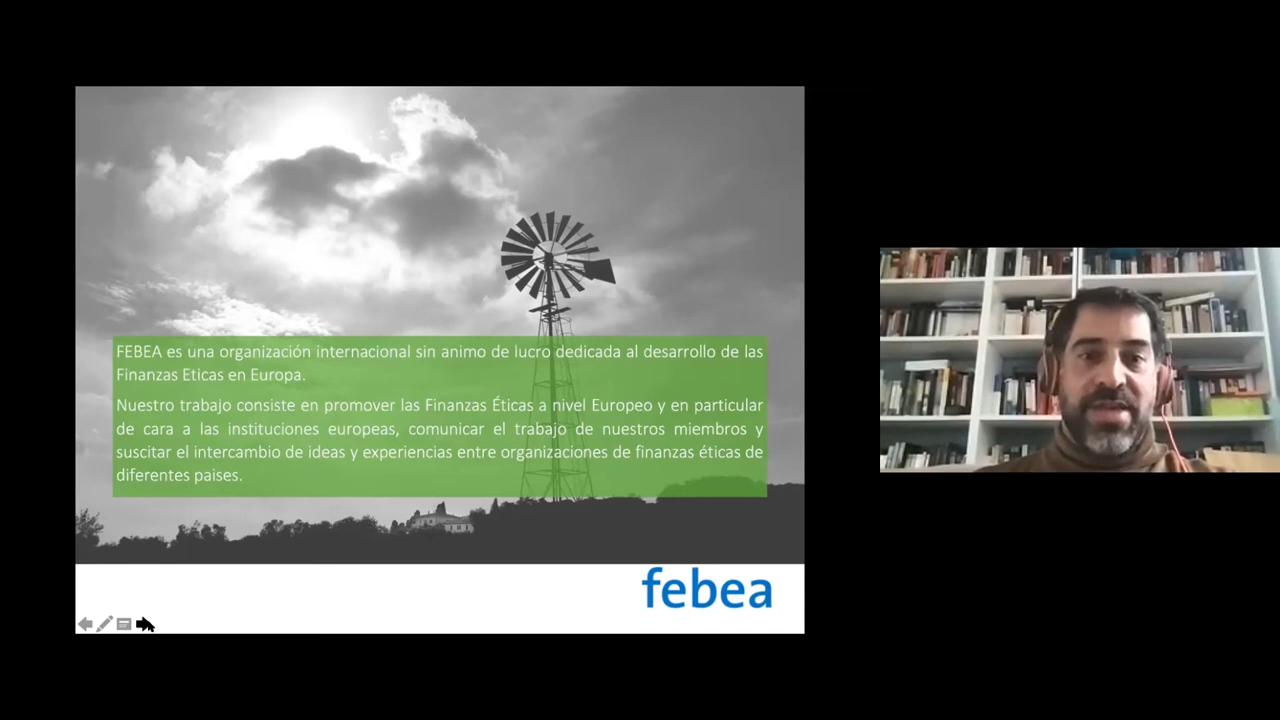 FEBEA es una organización internacional sin animo de lucro dedicada al desarrollo de las
Finanzas Eticas en Europa.
Nuestro trabajo consiste en promover las Finanzas Éticas a nivel Europeo y en particular
de cara a las instituciones europeas, comunicar el trabajo de nuestros miembros y
suscitar el intercambio de ideas y experiencias entre organizaciones de finanzas éticas de
diferentes paises.
febea